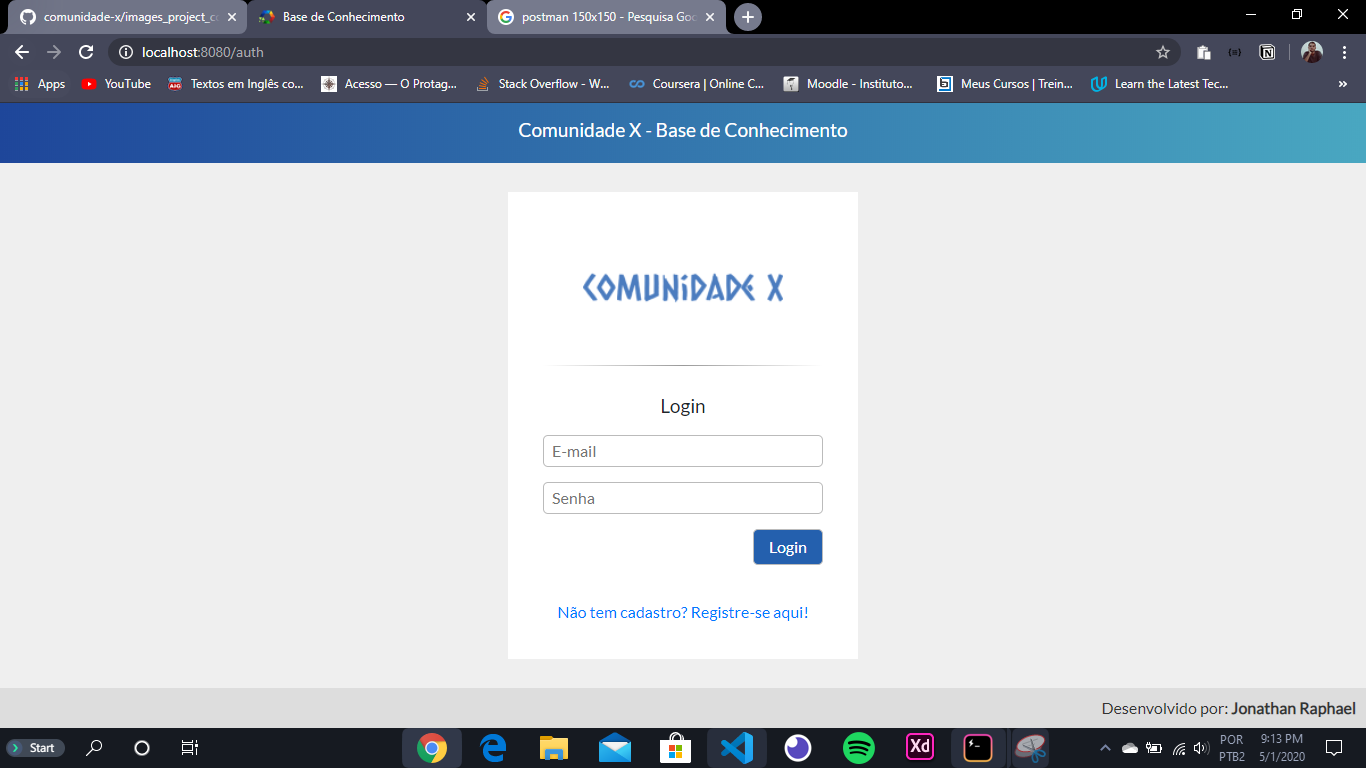 comunidade-x/images_project_c
Base de Conhecimento
postman 150x150 - Pesquisa Goo
localhost:8080/auth
Apps
YouTube
Textos em Inglês co...
Acesso — O Protag...
Stack Overflow - W...
Coursera | Online C...
Moodle - Instituto...
Meus Cursos | Trein...
Learn the Latest Tec...
»
Comunidade X - Base de Conhecimento
COMUNIDADE X
Login
E-mail
Senha
Login
Não tem cadastro? Registre-se aqui!
Desenvolvido por: Jonathan Raphael
Start
Xd
POR
PTB2
9:13 PM
5/1/2020